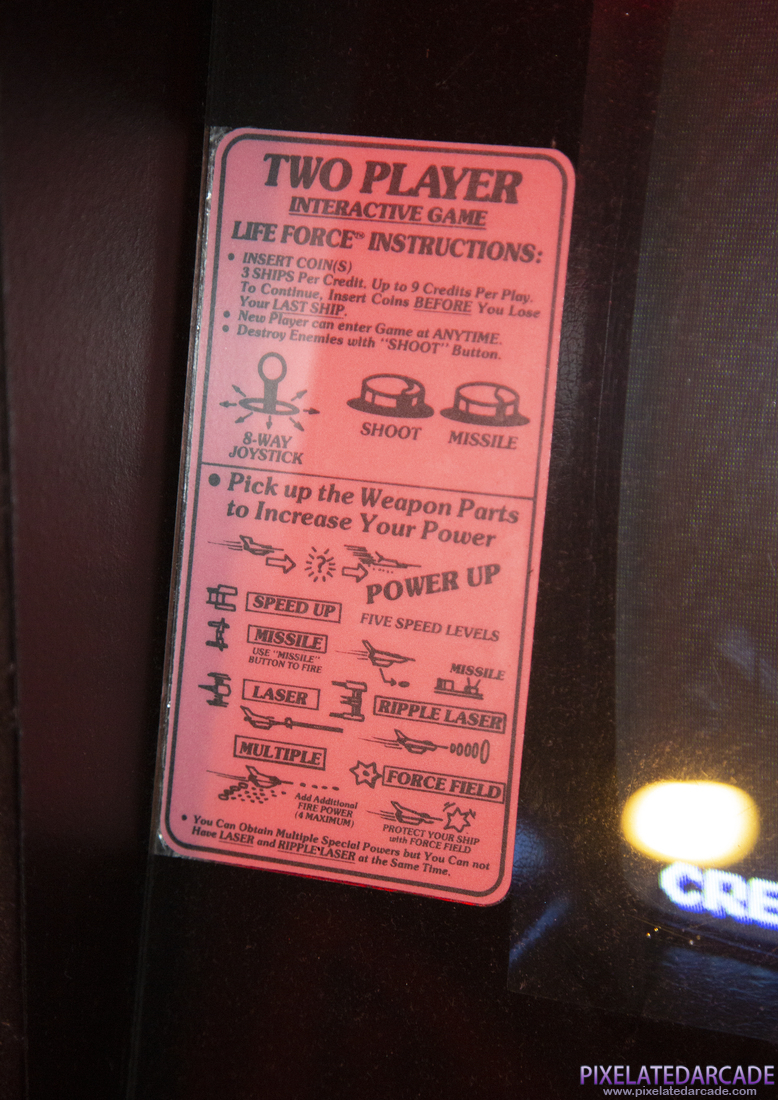 TWO PLAYER
INTERACTIVE GAME
LIFE FORCE™ INSTRUCTIONS:
• INSERT COIN(S)
3 SHIPS Per Credit. Up to 9 Credits Per Play.
To Continue, Insert Coins BEFORE You Lose
Your LAST SHIP.
• New Player can enter Game at ANYTIME.
• Destroy Enemies with "SHOOT" Button.
8-WAY
JOYSTICK
SHOOT
MISSILE
• Pick up the Weapon Parts
to Increase Your Power
?
POWER UP
SPEED UP
FIVE SPEED LEVELS
MISSILE
USE "MISSILE"
BUTTON TO FIRE
MISSILE
LASER
RIPPLE LASER
MULTIPLE
Add Additional
FIRE POWER
(4 MAXIMUM)
FORCE FIELD
PROTECT YOUR SHIP
with FORCE FIELD
• You Can Obtain Multiple Special Powers but You Can not
Have LASER and RIPPLE LASER at the Same Time.
CRE
PIXELATEDARCADE
www.pixelatedarcade.com